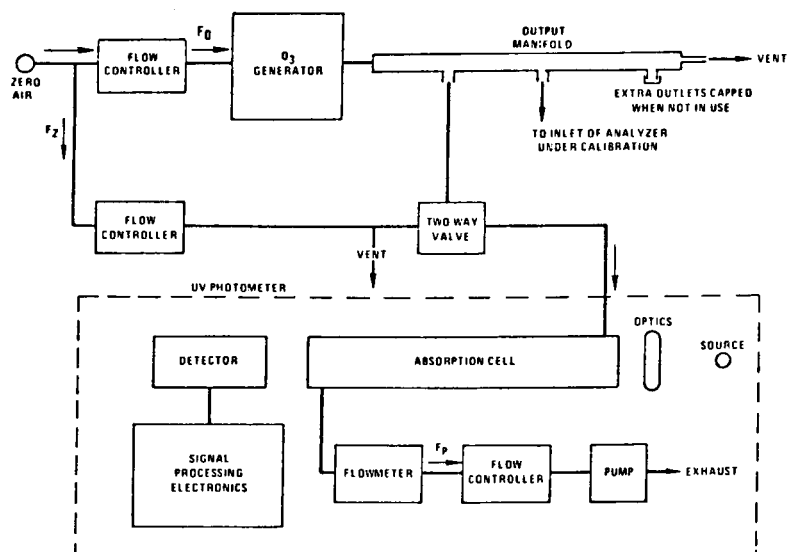 ZERO
AIR
FLOW
CONTROLLER
FO
O3
GENERATOR
OUTPUT
MANIFOLD
VENT
EXTRA OUTLETS CAPPED
WHEN NOT IN USE
TO INLET OF ANALYZER
UNDER CALIBRATION
FZ
FLOW
CONTROLLER
VENT
TWO WAY
VALVE
UV PHOTOMETER
DETECTOR
ABSORPTION CELL
OPTICS
SOURCE
SIGNAL
PROCESSING
ELECTRONICS
FLOWMETER
FP
FLOW
CONTROLLER
PUMP
EXHAUST